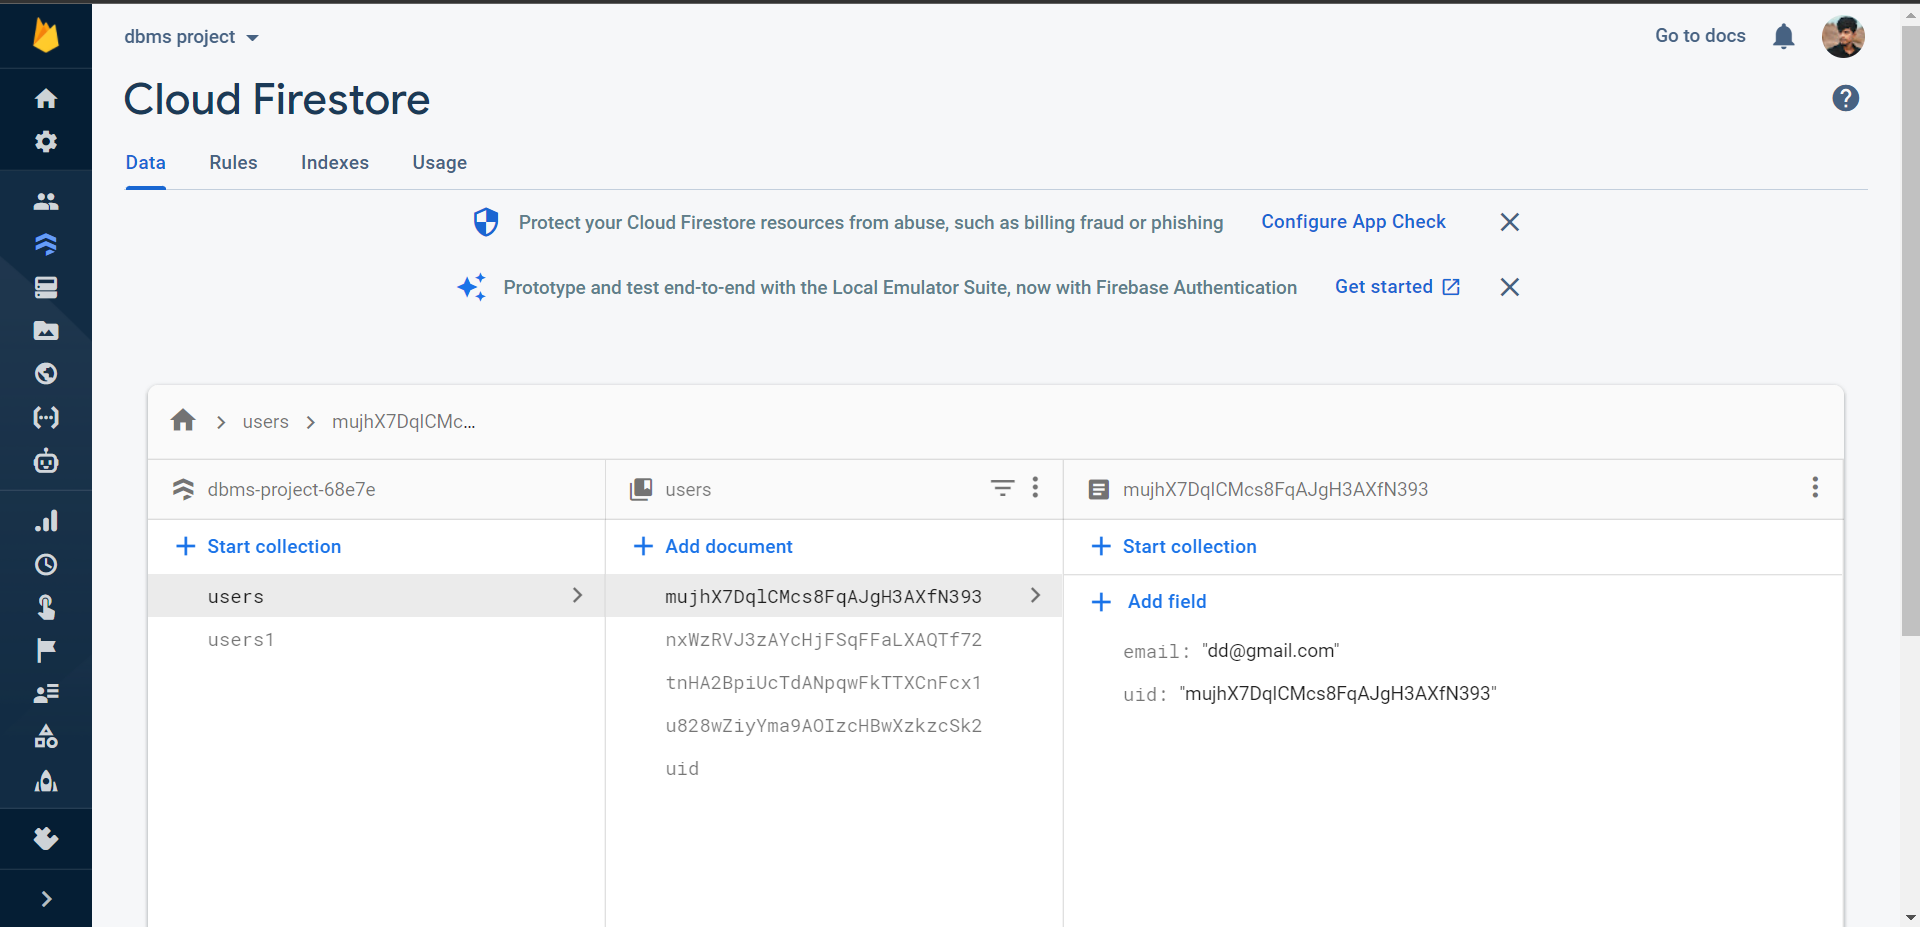 dbms project
Go to docs
Cloud Firestore
Data Rules Indexes Usage
Protect your Cloud Firestore resources from abuse, such as billing fraud or phishing Configure App Check
Prototype and test end-to-end with the Local Emulator Suite, now with Firebase Authentication Get started
users mujhX7DqlCMc...
dbms-project-68e7e
users
mujhX7DqlCMcs8FqAJgH3AXfN393
Start collection
Add document
Start collection
users
users1
mujhX7DqlCMcs8FqAJgH3AXfN393
nxWzRVJ3zAYcHjFSqFFaLXAQTf72
tnHA2BpiUcTdANpqwFkTTXCnFcx1
u828wZiyYma9AOIzcHBwXzkzcSk2
uid
Add field
email: "dd@gmail.com"
uid: "mujhX7DqlCMcs8FqAJgH3AXfN393"